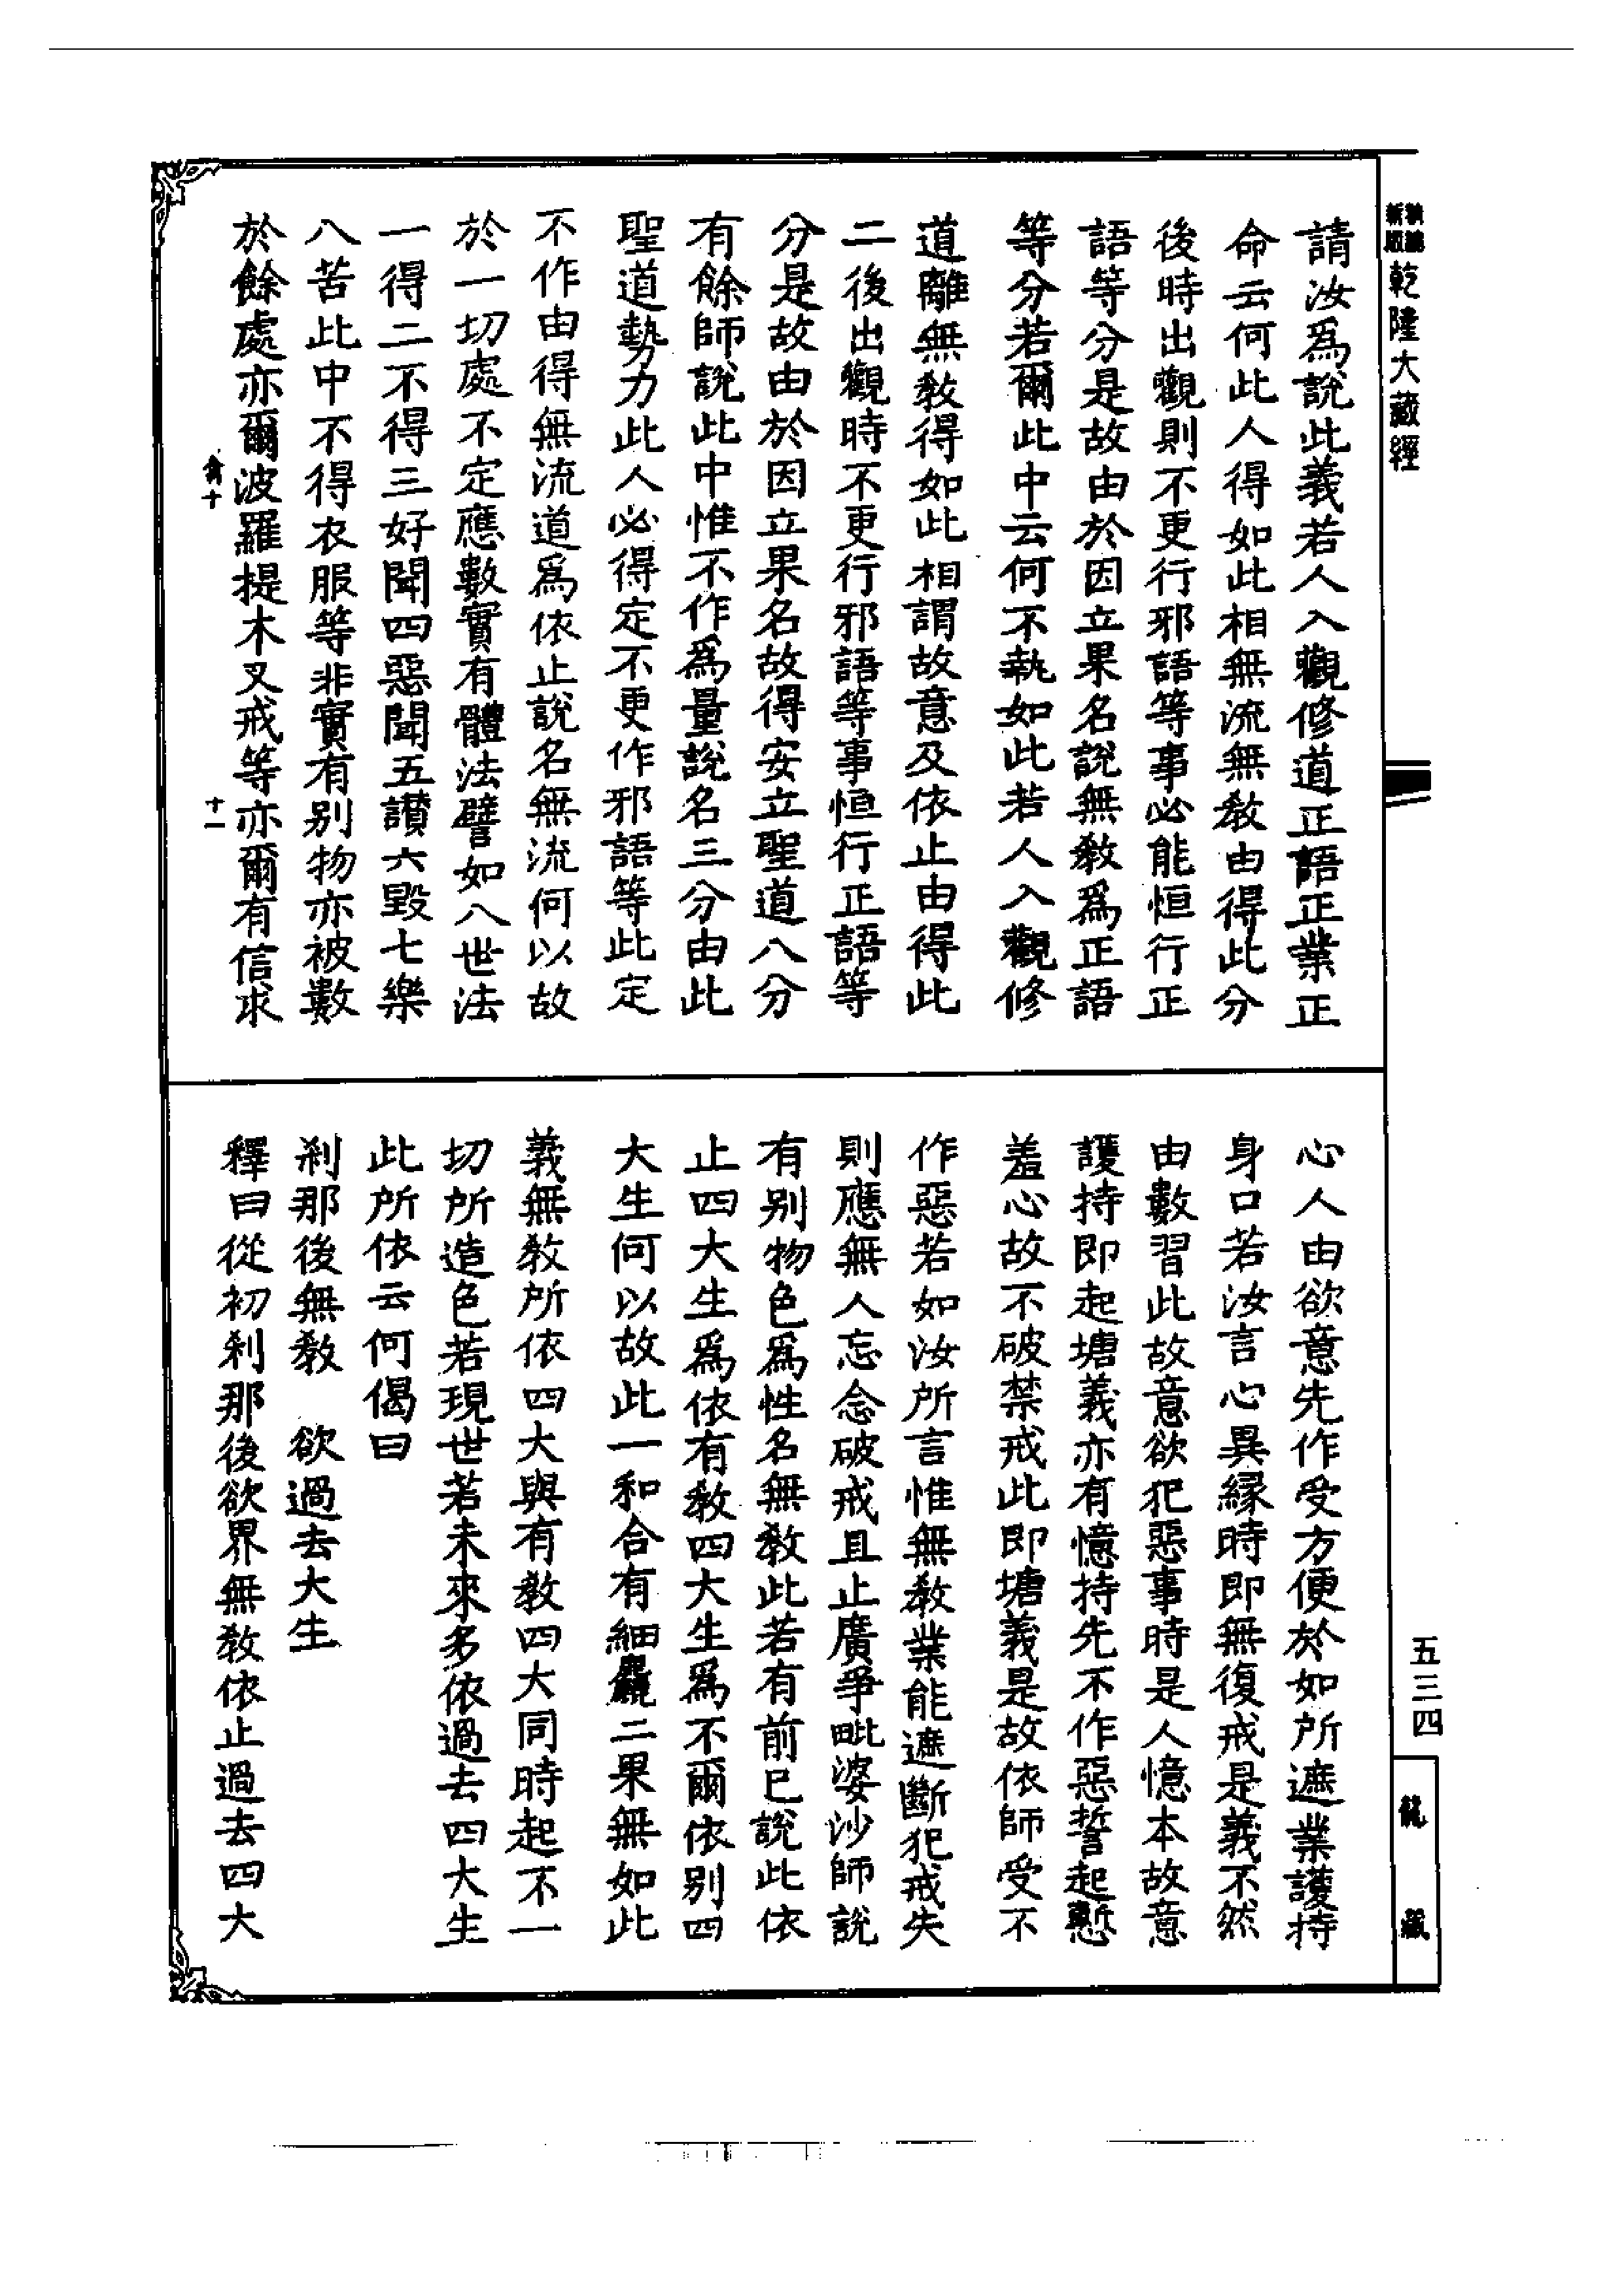 新版
乾隆大藏經
請汝爲說此義若人入觀修道正語正業正
命云何此人得如此相無流無教由得此分
後時出觀則不更行邪語等事必能恒行正
語等分是故由於因立果名說無教爲正語
等分若爾此中云何不執如此若人入觀修
道離無教得如此相謂故意及依止由得此
二後出觀時不更行邪語等事恒行正語等
分是故由於因立果名故得安立聖道八分
有餘師說此中惟不作爲量說名三分由此
聖道勢力此人必得定不更作邪語等此定
不作由得無流道爲依止說名無流何以故
於一切處不定應數實有體法譬如八世法
一得二不得三好聞四惡聞五讃六毀七樂
八苦此中不得衣服等非實有别物亦被數
於餘處亦爾波羅提木叉戒等亦爾有信求
十
十一
心人由欲意先作受方便於如所遮業護持
身口若汝言心異緣時即無復戒是義不然
由數習此故意欲犯惡事時是人憶本故意
護持即起塘義亦有憶持先不作惡誓起慙
羞心故不破禁戒此即塘義是故依師受不
作惡若如汝所言惟無教業能遮斷犯戒失
則應無人忘念破戒且止廣爭毗婆沙師說
有别物色爲性名無教此若有前已說此依
止四大生爲依有教四大生爲不爾依别四
大生何以故此一和合有細麤二果無如此
義無教所依四大與有教四大同時起不一
切所造色若現世若未來多依過去四大生
此所依云何偈曰
刹那後無教　欲過去大生
釋曰從初刹那後欲界無教依止過去四大
五三四
龍藏